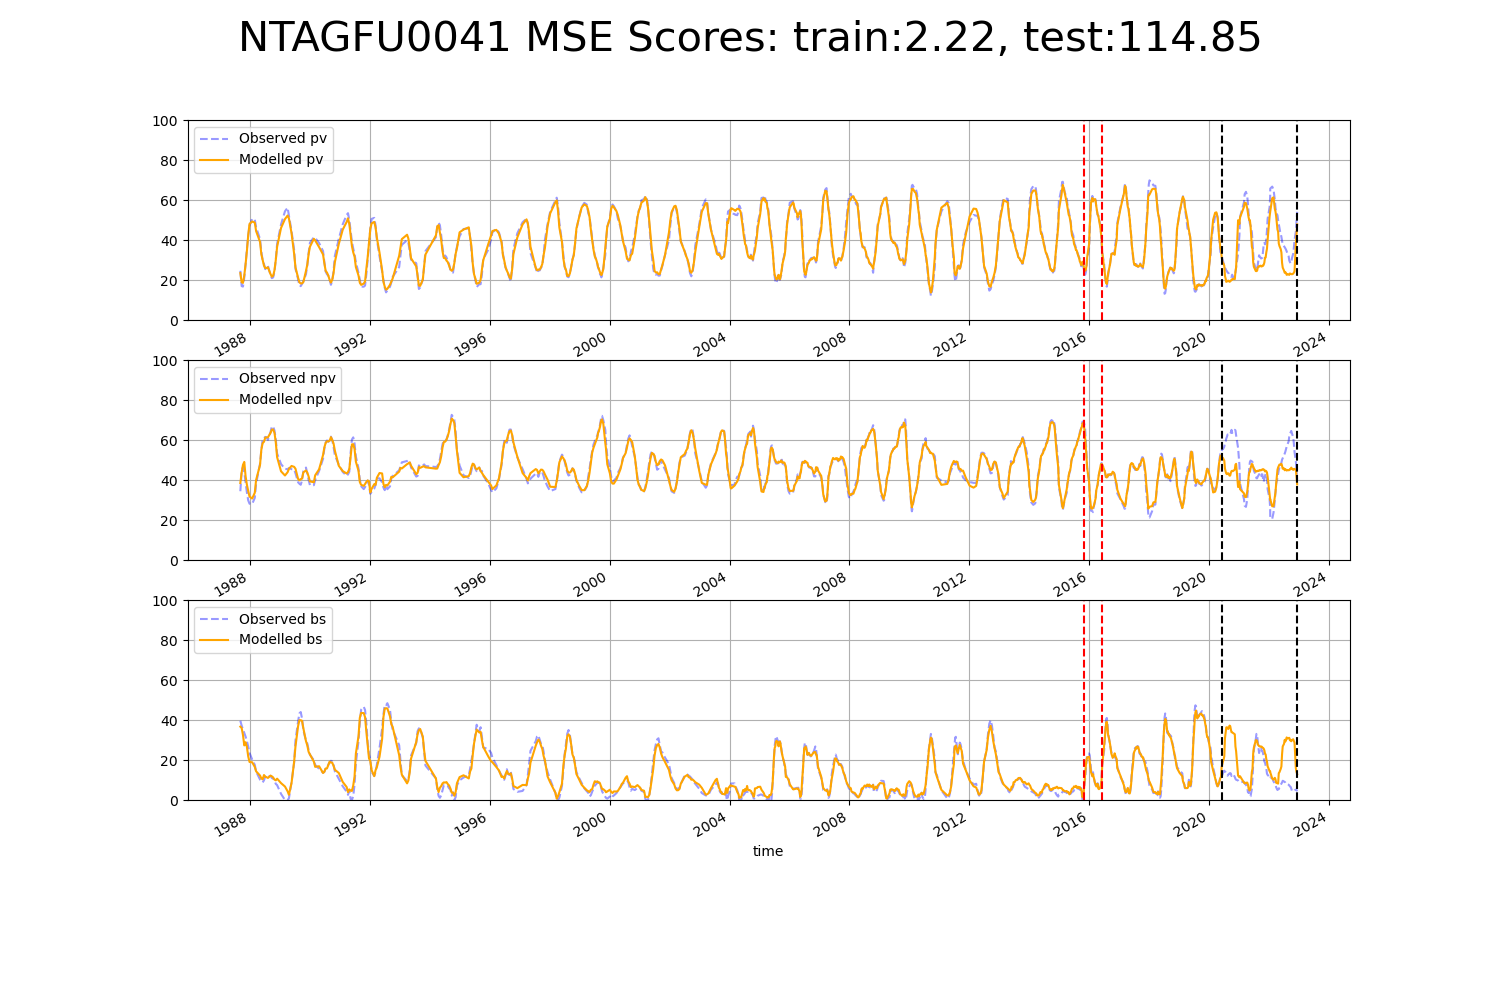 NTAGFU0041 MSE Scores: train:2.22, test:114.85
100
80
60
40
20
0
Observed pv
Modelled pv
1988 1992 1996 2000 2004 2008 2012 2016 2020 2024
100
80
60
40
20
0
Observed npv
Modelled npv
1988 1992 1996 2000 2004 2008 2012 2016 2020 2024
100
80
60
40
20
0
Observed bs
Modelled bs
1988 1992 1996 2000 2004 2008 2012 2016 2020 2024
time